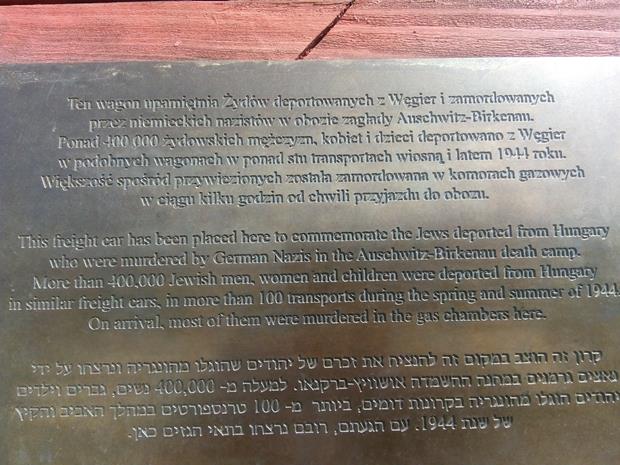 Ten wagon upamiętnia Żydów deportowanych z Węgier i zamordowanych
przez niemieckich nazistów w obozie zagłady Auschwitz-Birkenau.
Ponad 400 000 żydowskich mężczyzn, kobiet i dzieci deportowano z Węgier
w podobnych wagonach w ponad stu transportach wiosną i latem 1944 roku.
Większość spośród przywiezionych została zamordowana w komorach gazowych
w ciągu kilku godzin od chwili przyjazdu do obozu.
This freight car has been placed here to commemorate the Jews deported from Hungary
who were murdered by German Nazis in the Auschwitz-Birkenau death camp.
More than 400,000 Jewish men, women and children were deported from Hungary
in similar freight cars, in more than 100 transports during the spring and summer of 1944.
On arrival, most of them were murdered in the gas chambers here.
קרון זה הוצב במקום זה להנציח את זכרם של יהודים שהוגלו מהונגריה ונרצחו על ידי
נאצים גרמנים במחנה ההשמדה אושוויץ-ברקנאו. למעלה מ- 400,000 נשים, גברים וילדים
יהודים הוגלו מהונגריה בקרונות דומים, ביותר מ- 100 טרנספורטים במהלך האביב והקיץ
של שנת 1944. עם הגעתם, רובם נרצחו בתאי הגזים כאן.